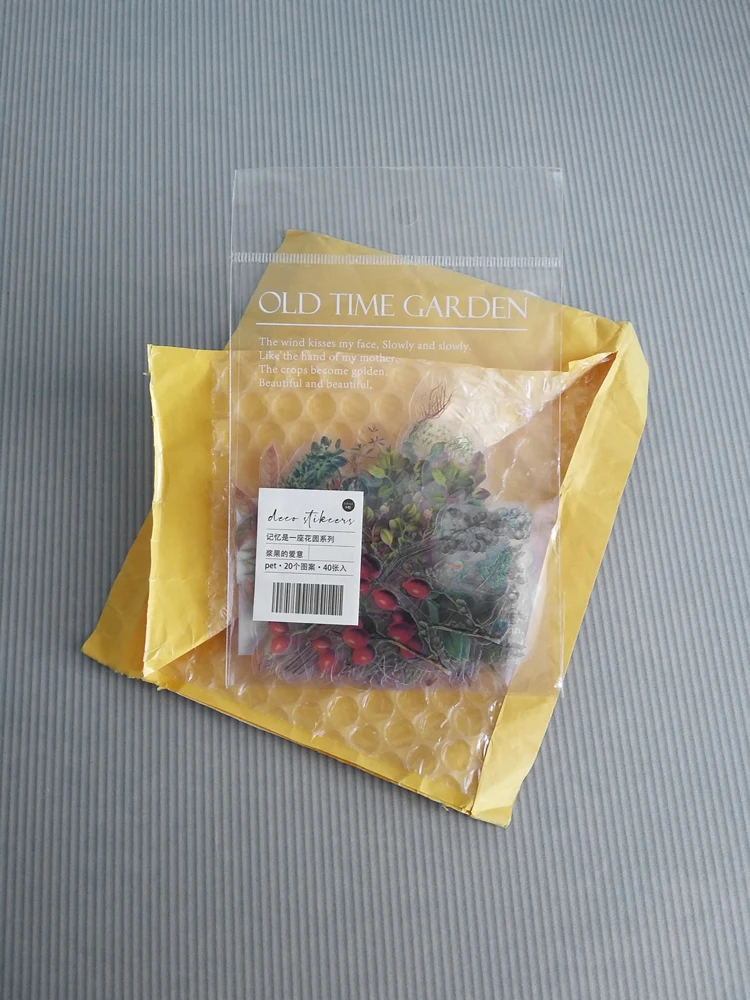 OLD TIME GARDEN
The wind kisses my face, Slowly and slowly.
Like the hand of my mother.
The crops become golden.
Beautiful and beautiful.
deco stikeers
记忆是一座花园系列
浆果的爱意
pet • 20个图案 • 40张入